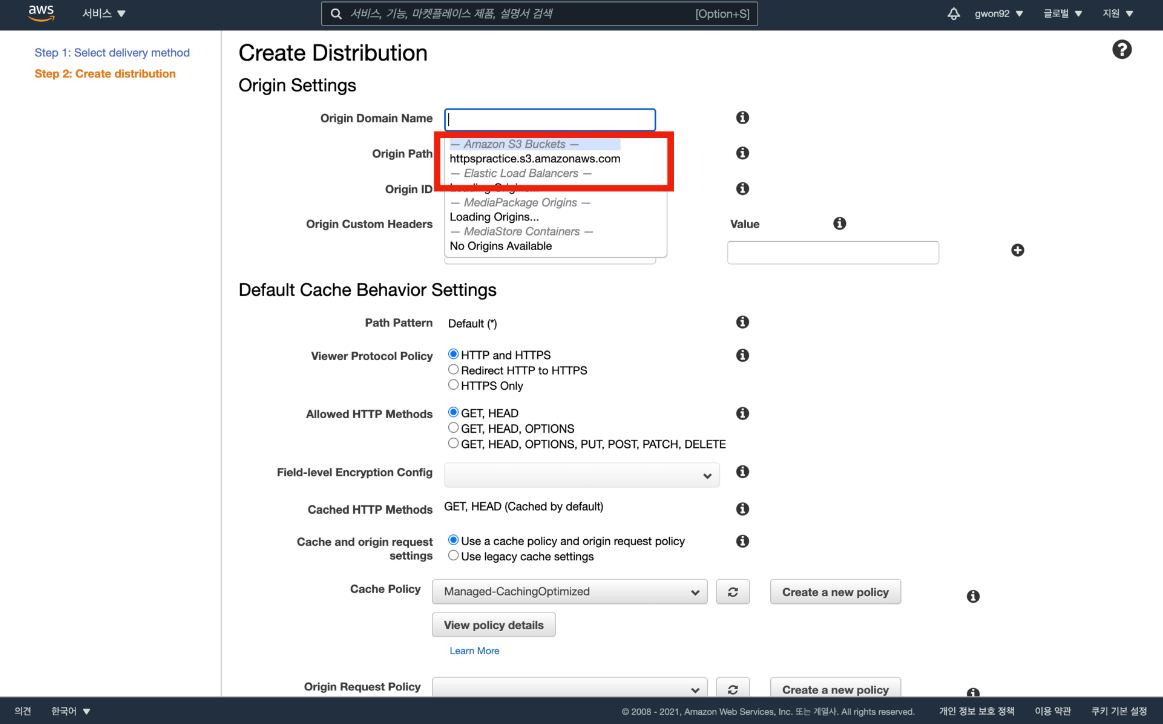 aws 서비스 서비스, 기능, 마켓플레이스 제품, 설명서 검색 [Option+S] gwon92 글로벌 지원
Step 1: Select delivery method
Step 2: Create distribution
Create Distribution
Origin Settings
Origin Domain Name
— Amazon S3 Buckets —
Origin Path
httpspractice.s3.amazonaws.com
— Elastic Load Balancers —
Origin ID
Loading Origins...
— MediaPackage Origins —
Loading Origins...
Origin Custom Headers Value
— MediaStore Containers —
No Origins Available
Default Cache Behavior Settings
Path Pattern Default (*)
Viewer Protocol Policy HTTP and HTTPS
Redirect HTTP to HTTPS
HTTPS Only
Allowed HTTP Methods GET, HEAD
GET, HEAD, OPTIONS
GET, HEAD, OPTIONS, PUT, POST, PATCH, DELETE
Field-level Encryption Config
Cached HTTP Methods GET, HEAD (Cached by default)
Cache and origin request settings Use a cache policy and origin request policy
Use legacy cache settings
Cache Policy Managed-CachingOptimized Create a new policy
View policy details
Learn More
Origin Request Policy Create a new policy
의견 한국어 © 2008 - 2021, Amazon Web Services, Inc. 또는 계열사. All rights reserved. 개인 정보 보호 정책 이용 약관 쿠키 기본 설정